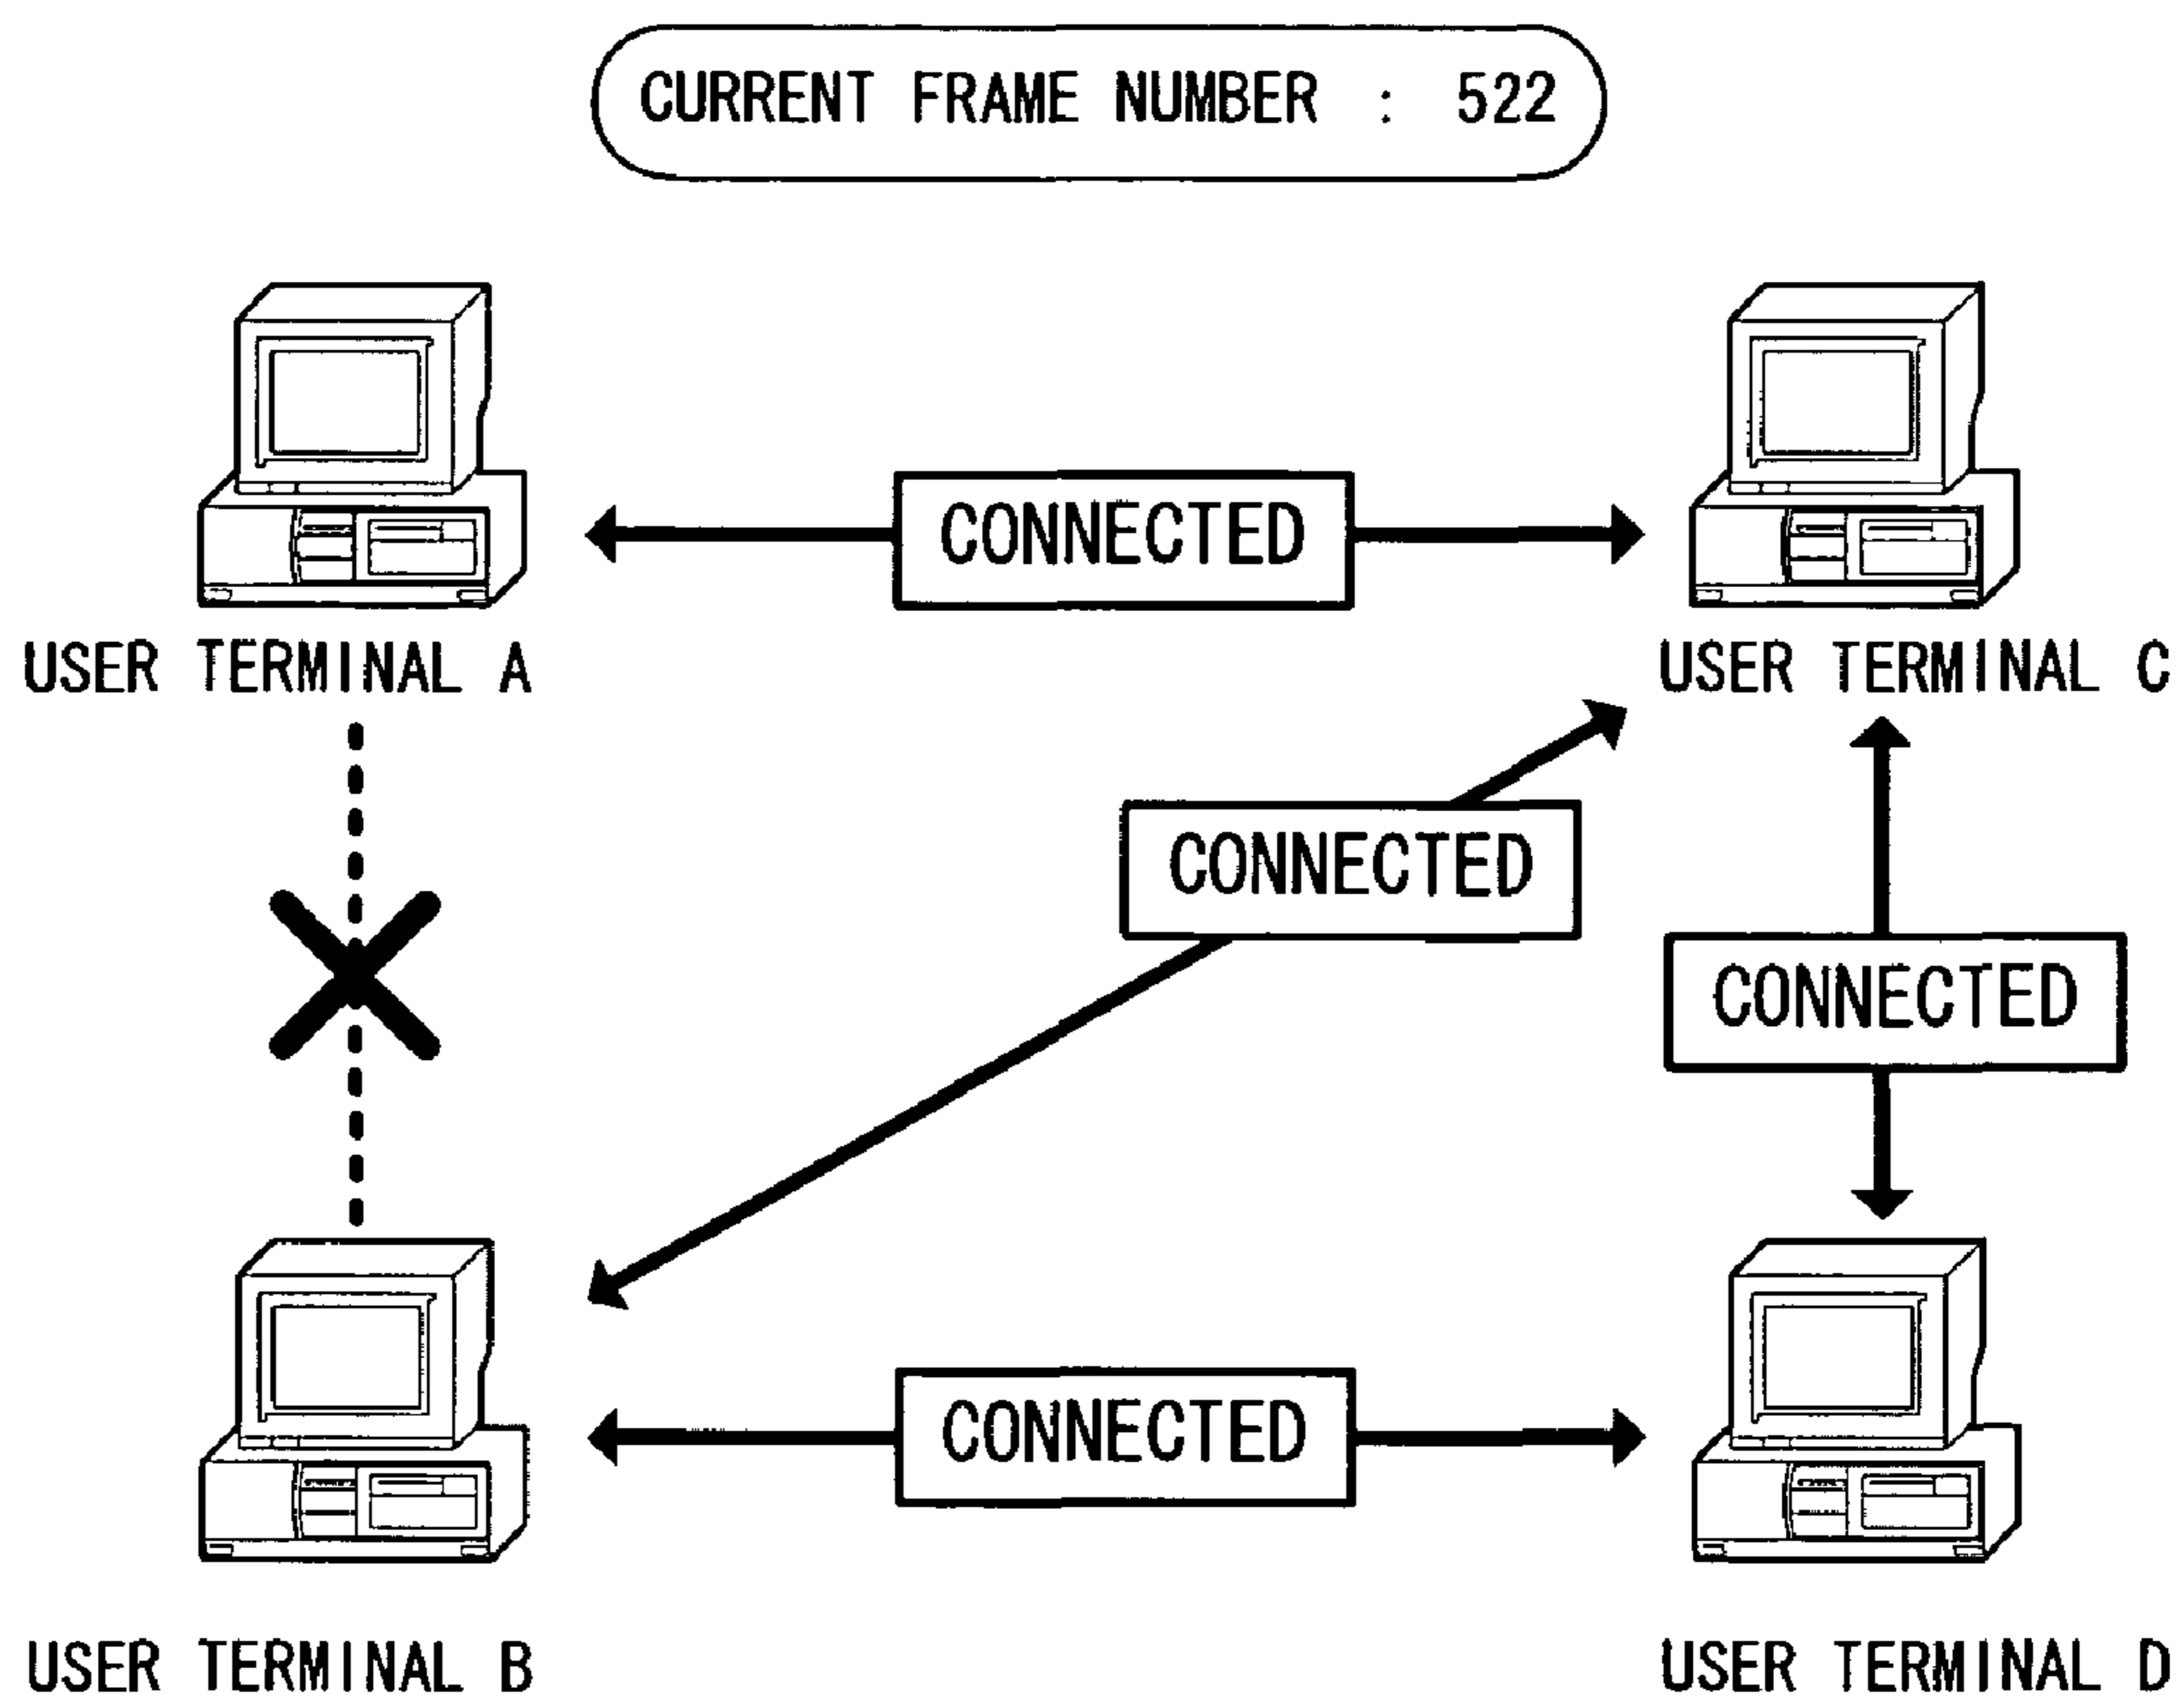 CURRENT FRAME NUMBER : 522
CONNECTED
USER TERMINAL A
USER TERMINAL C
CONNECTED
CONNECTED
CONNECTED
USER TERMINAL B
USER TERMINAL D